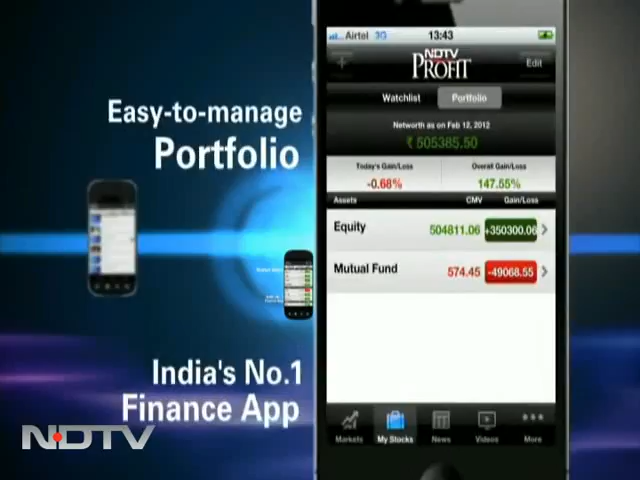 Easy-to-manage
Portfolio
India's No.1
Finance App
NDTV
Airtel 3G 13:43
+ NDTV Edit
PROFIT
Watchlist Portfolio
Networth as on Feb 12, 2012
₹ 505385.50
Today's Gain/Loss Overall Gain/Loss
-0.68% 147.55%
Assets CMV Gain/Loss
Equity 504811.06 +350300.06
Mutual Fund 574.45 -49068.55
Markets My Stocks News Videos More